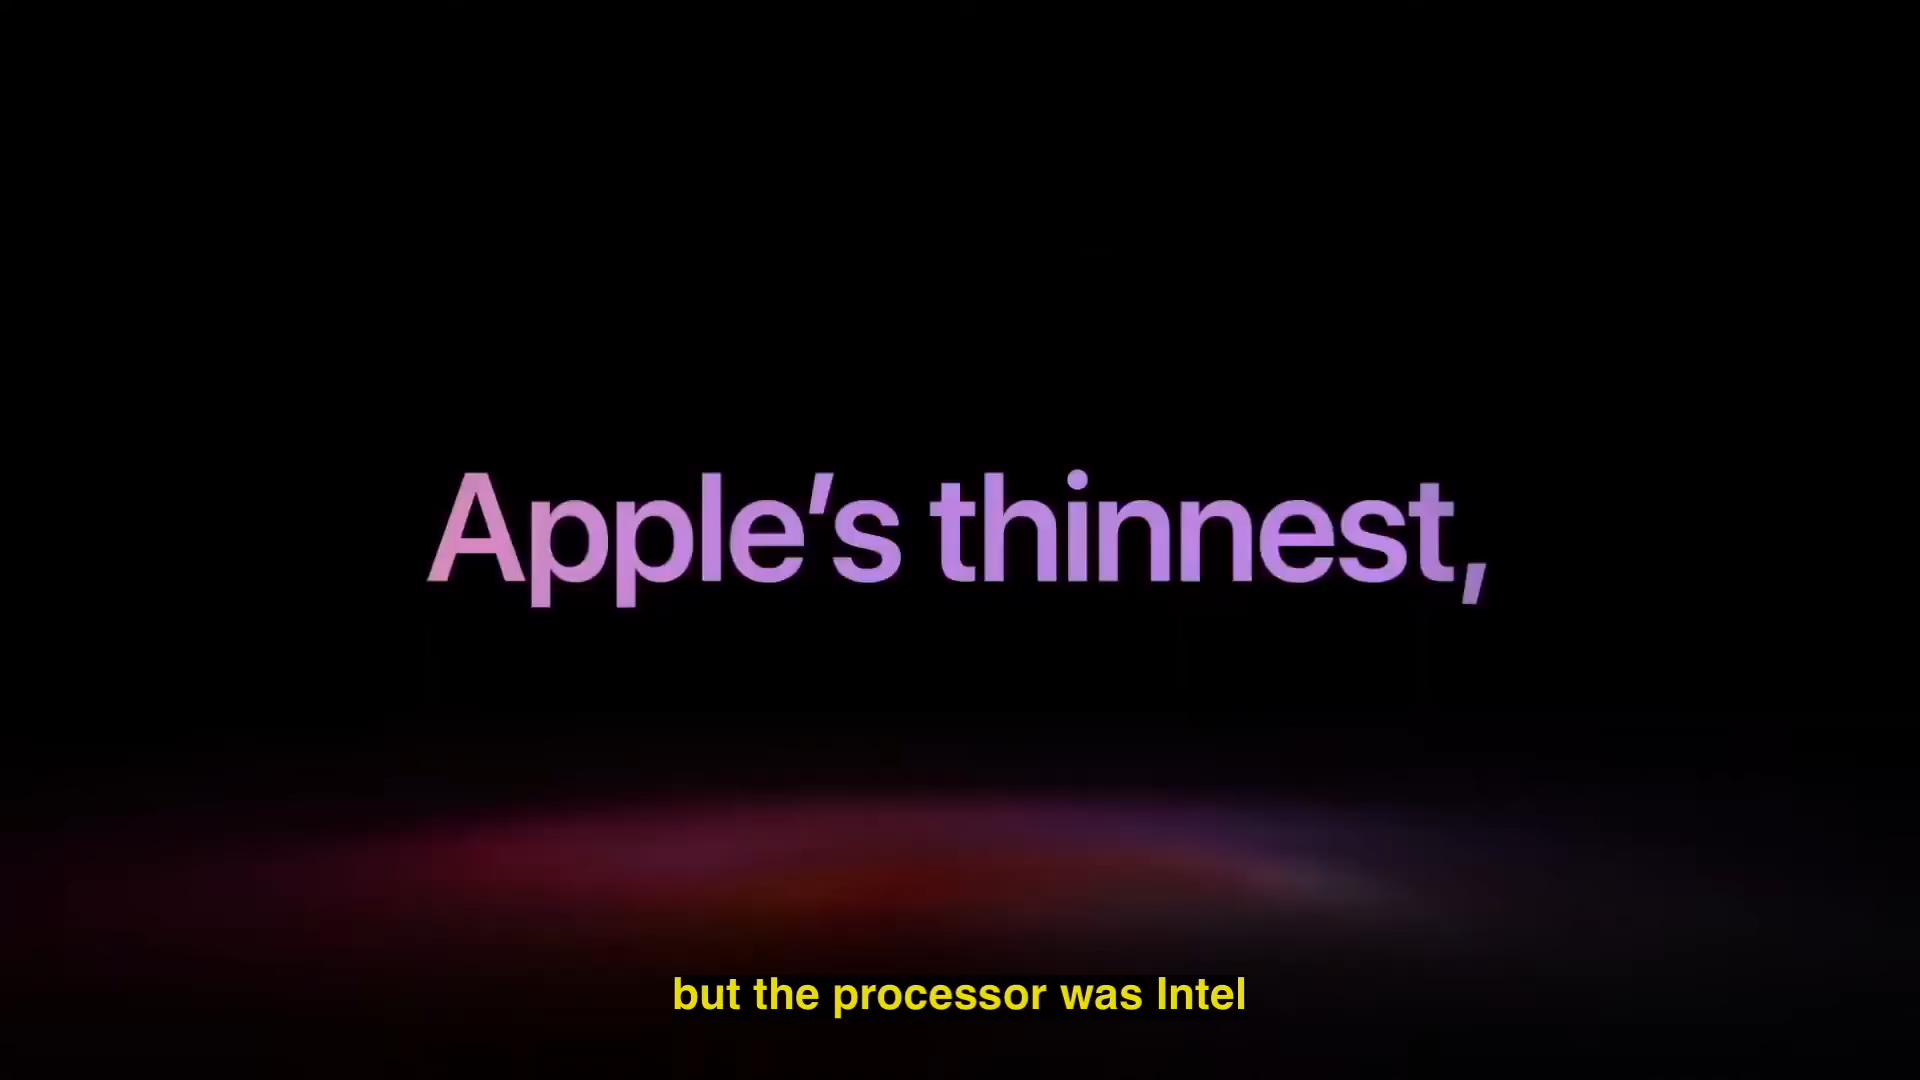 Apple’s thinnest,
but the processor was Intel